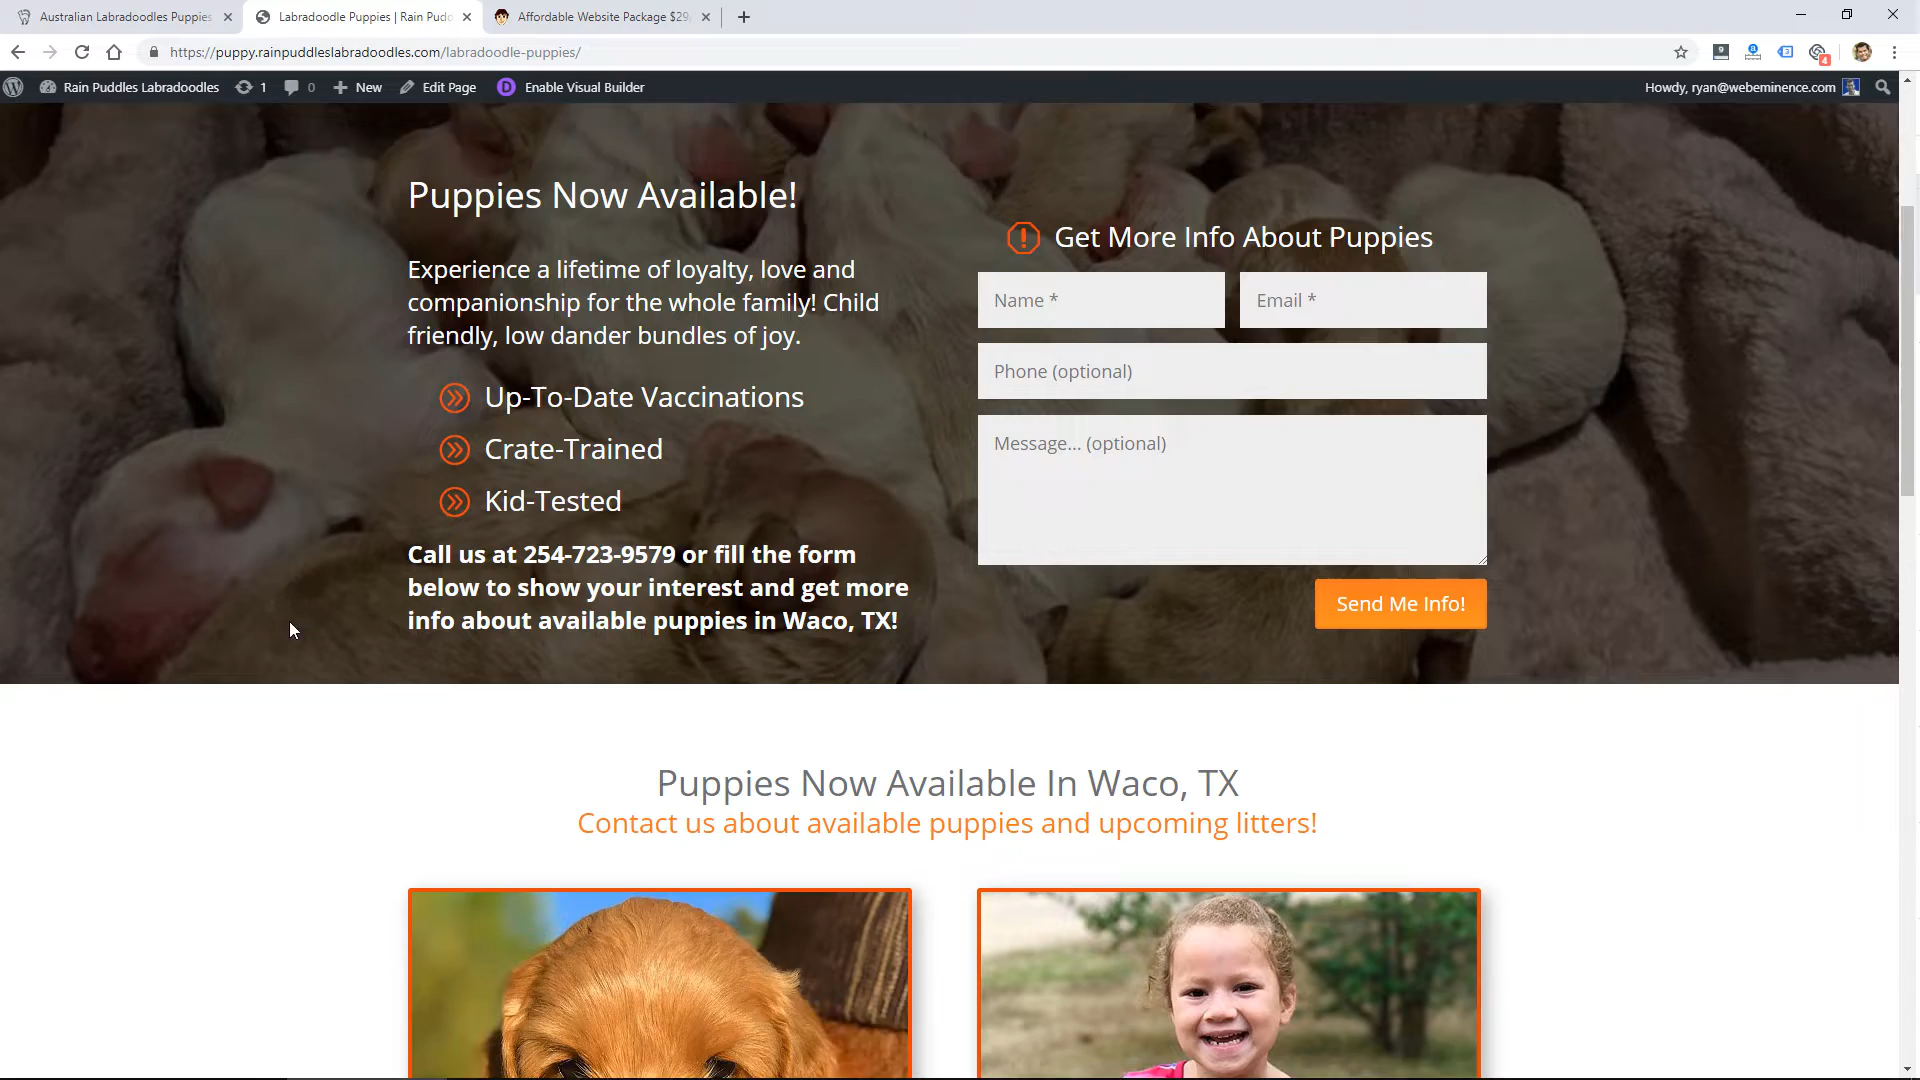 Australian Labradoodles Puppies
Labradoodle Puppies | Rain Pudd
Affordable Website Package $29
https://puppy.rainpuddleslabradoodles.com/labradoodle-puppies/
9
a
3
4
Rain Puddles Labradoodles
1
0
New
Edit Page
D
Enable Visual Builder
Howdy, ryan@webeminence.com
Puppies Now Available!
Experience a lifetime of loyalty, love and
companionship for the whole family! Child
friendly, low dander bundles of joy.
Up-To-Date Vaccinations
Crate-Trained
Kid-Tested
Call us at 254-723-9579 or fill the form
below to show your interest and get more
info about available puppies in Waco, TX!
Get More Info About Puppies
Name *
Email *
Phone (optional)
Message... (optional)
Send Me Info!
Puppies Now Available In Waco, TX
Contact us about available puppies and upcoming litters!